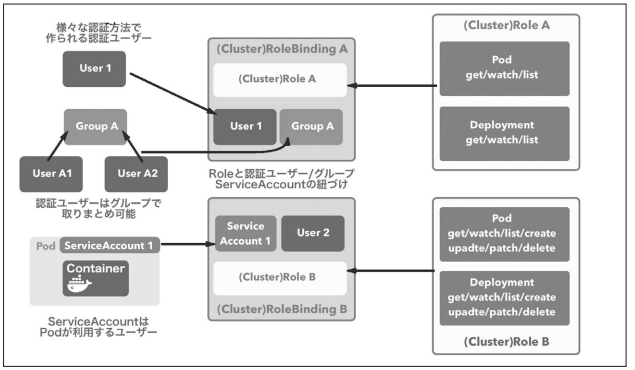 様々な認証方法で
作られる認証ユーザー
User 1
Group A
User A1
User A2
認証ユーザーはグループで
取りまとめ可能
Pod
ServiceAccount 1
Container
ServiceAccountは
Podが利用するユーザー
(Cluster)RoleBinding A
(Cluster)Role A
User 1
Group A
Roleと認証ユーザー/グループ
ServiceAccountの紐づけ
Service
Account 1
User 2
(Cluster)Role B
(Cluster)RoleBinding B
(Cluster)Role A
Pod
get/watch/list
Deployment
get/watch/list
Pod
get/watch/list/create
upadte/patch/delete
Deployment
get/watch/list/create
upadte/patch/delete
(Cluster)Role B